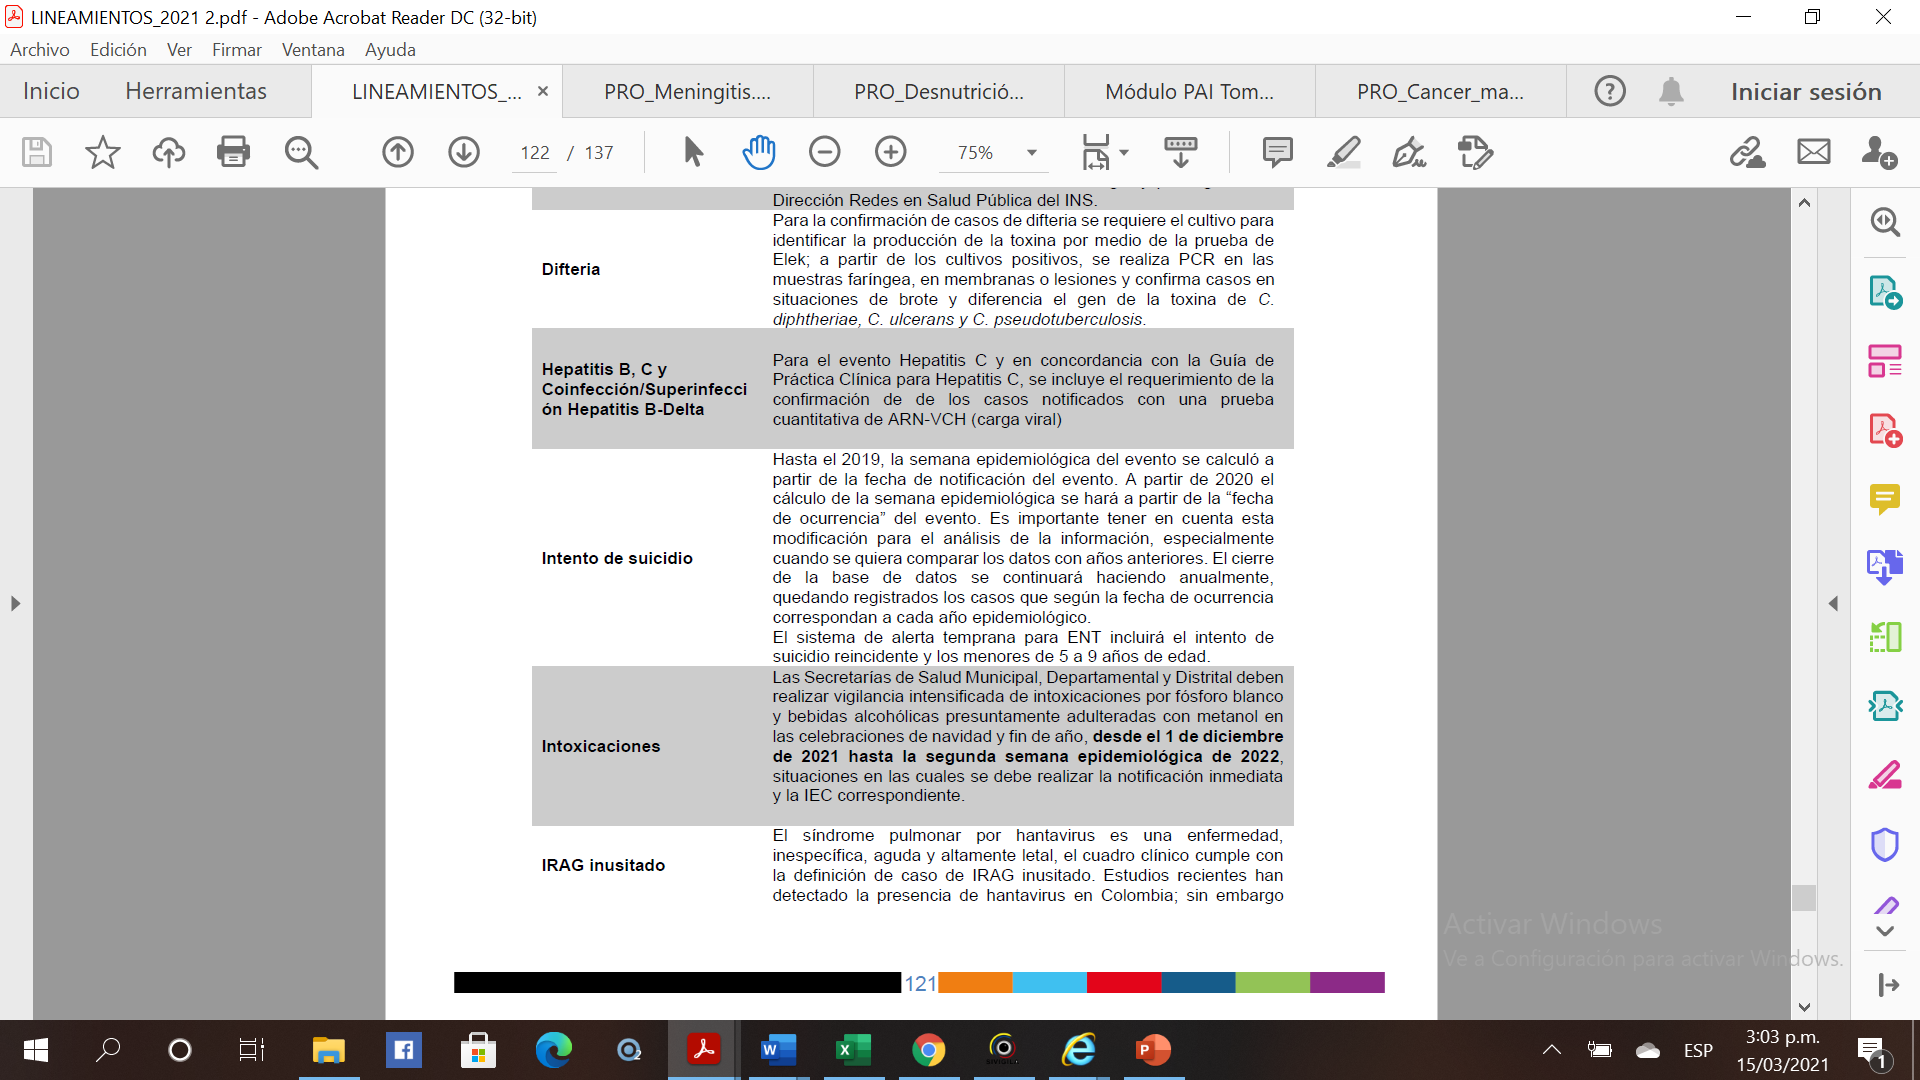 LINEAMIENTOS_2021 2.pdf - Adobe Acrobat Reader DC (32-bit)
Archivo Edición Ver Firmar Ventana Ayuda
Inicio Herramientas LINEAMIENTOS_... PRO_Meningitis.... PRO_Desnutrició... Módulo PAI Tom... PRO_Cancer_ma... Iniciar sesión
122 / 137 75%
Dirección Redes en Salud Pública del INS.
Difteria
Para la confirmación de casos de difteria se requiere el cultivo para
identificar la producción de la toxina por medio de la prueba de
Elek; a partir de los cultivos positivos, se realiza PCR en las
muestras faríngea, en membranas o lesiones y confirma casos en
situaciones de brote y diferencia el gen de la toxina de C.
diphtheriae, C. ulcerans y C. pseudotuberculosis.
Hepatitis B, C y
Coinfección/Superinfecci
ón Hepatitis B-Delta
Para el evento Hepatitis C y en concordancia con la Guía de
Práctica Clínica para Hepatitis C, se incluye el requerimiento de la
confirmación de de los casos notificados con una prueba
cuantitativa de ARN-VCH (carga viral)
Intento de suicidio
Hasta el 2019, la semana epidemiológica del evento se calculó a
partir de la fecha de notificación del evento. A partir de 2020 el
cálculo de la semana epidemiológica se hará a partir de la “fecha
de ocurrencia” del evento. Es importante tener en cuenta esta
modificación para el análisis de la información, especialmente
cuando se quiera comparar los datos con años anteriores. El cierre
de la base de datos se continuará haciendo anualmente,
quedando registrados los casos que según la fecha de ocurrencia
correspondan a cada año epidemiológico.
El sistema de alerta temprana para ENT incluirá el intento de
suicidio reincidente y los menores de 5 a 9 años de edad.
Intoxicaciones
Las Secretarías de Salud Municipal, Departamental y Distrital deben
realizar vigilancia intensificada de intoxicaciones por fósforo blanco
y bebidas alcohólicas presuntamente adulteradas con metanol en
las celebraciones de navidad y fin de año, desde el 1 de diciembre
de 2021 hasta la segunda semana epidemiológica de 2022,
situaciones en las cuales se debe realizar la notificación inmediata
y la IEC correspondiente.
IRAG inusitado
El síndrome pulmonar por hantavirus es una enfermedad,
inespecífica, aguda y altamente letal, el cuadro clínico cumple con
la definición de caso de IRAG inusitado. Estudios recientes han
detectado la presencia de hantavirus en Colombia; sin embargo
121
Activar Windows
Ve a Configuración para activar Windows.
ESP
3:03 p.m.
15/03/2021
1